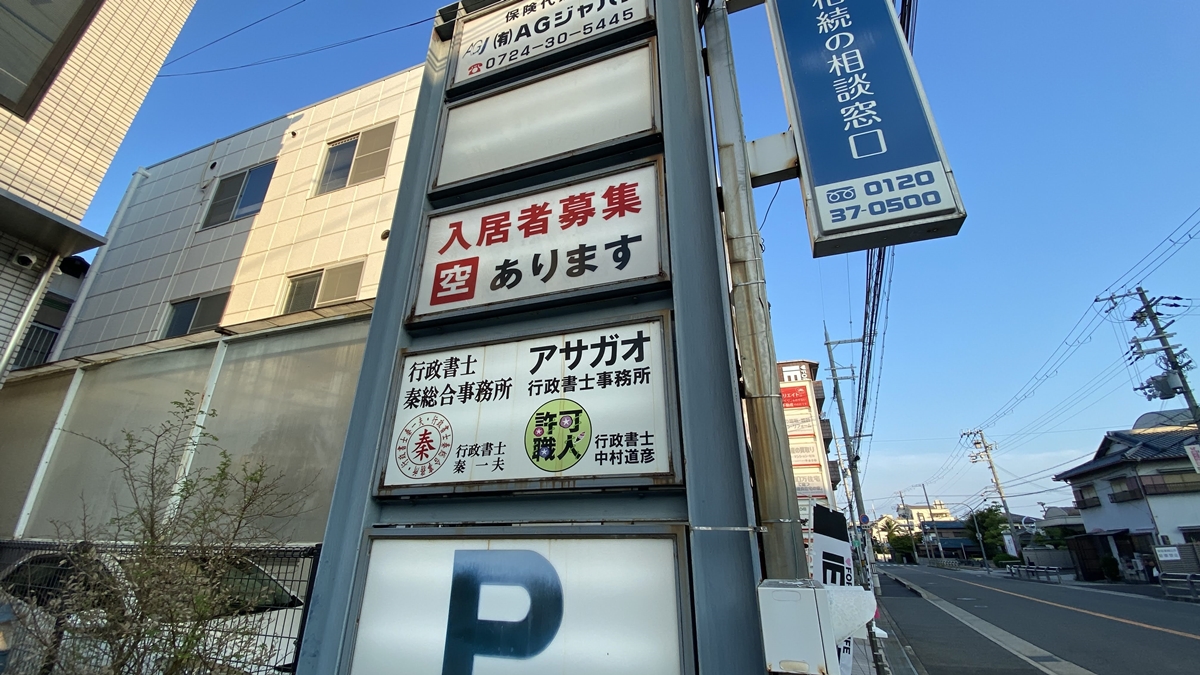 保険代
AGJ (有)AGジャパン
☎0724-30-5445
入居者募集
空 あります
行政書士
秦総合事務所
秦
行政書士
秦 一夫
アサガオ
行政書士事務所
許可
職人
行政書士
中村道彦
P
相続の相談窓口
0120
37-0500